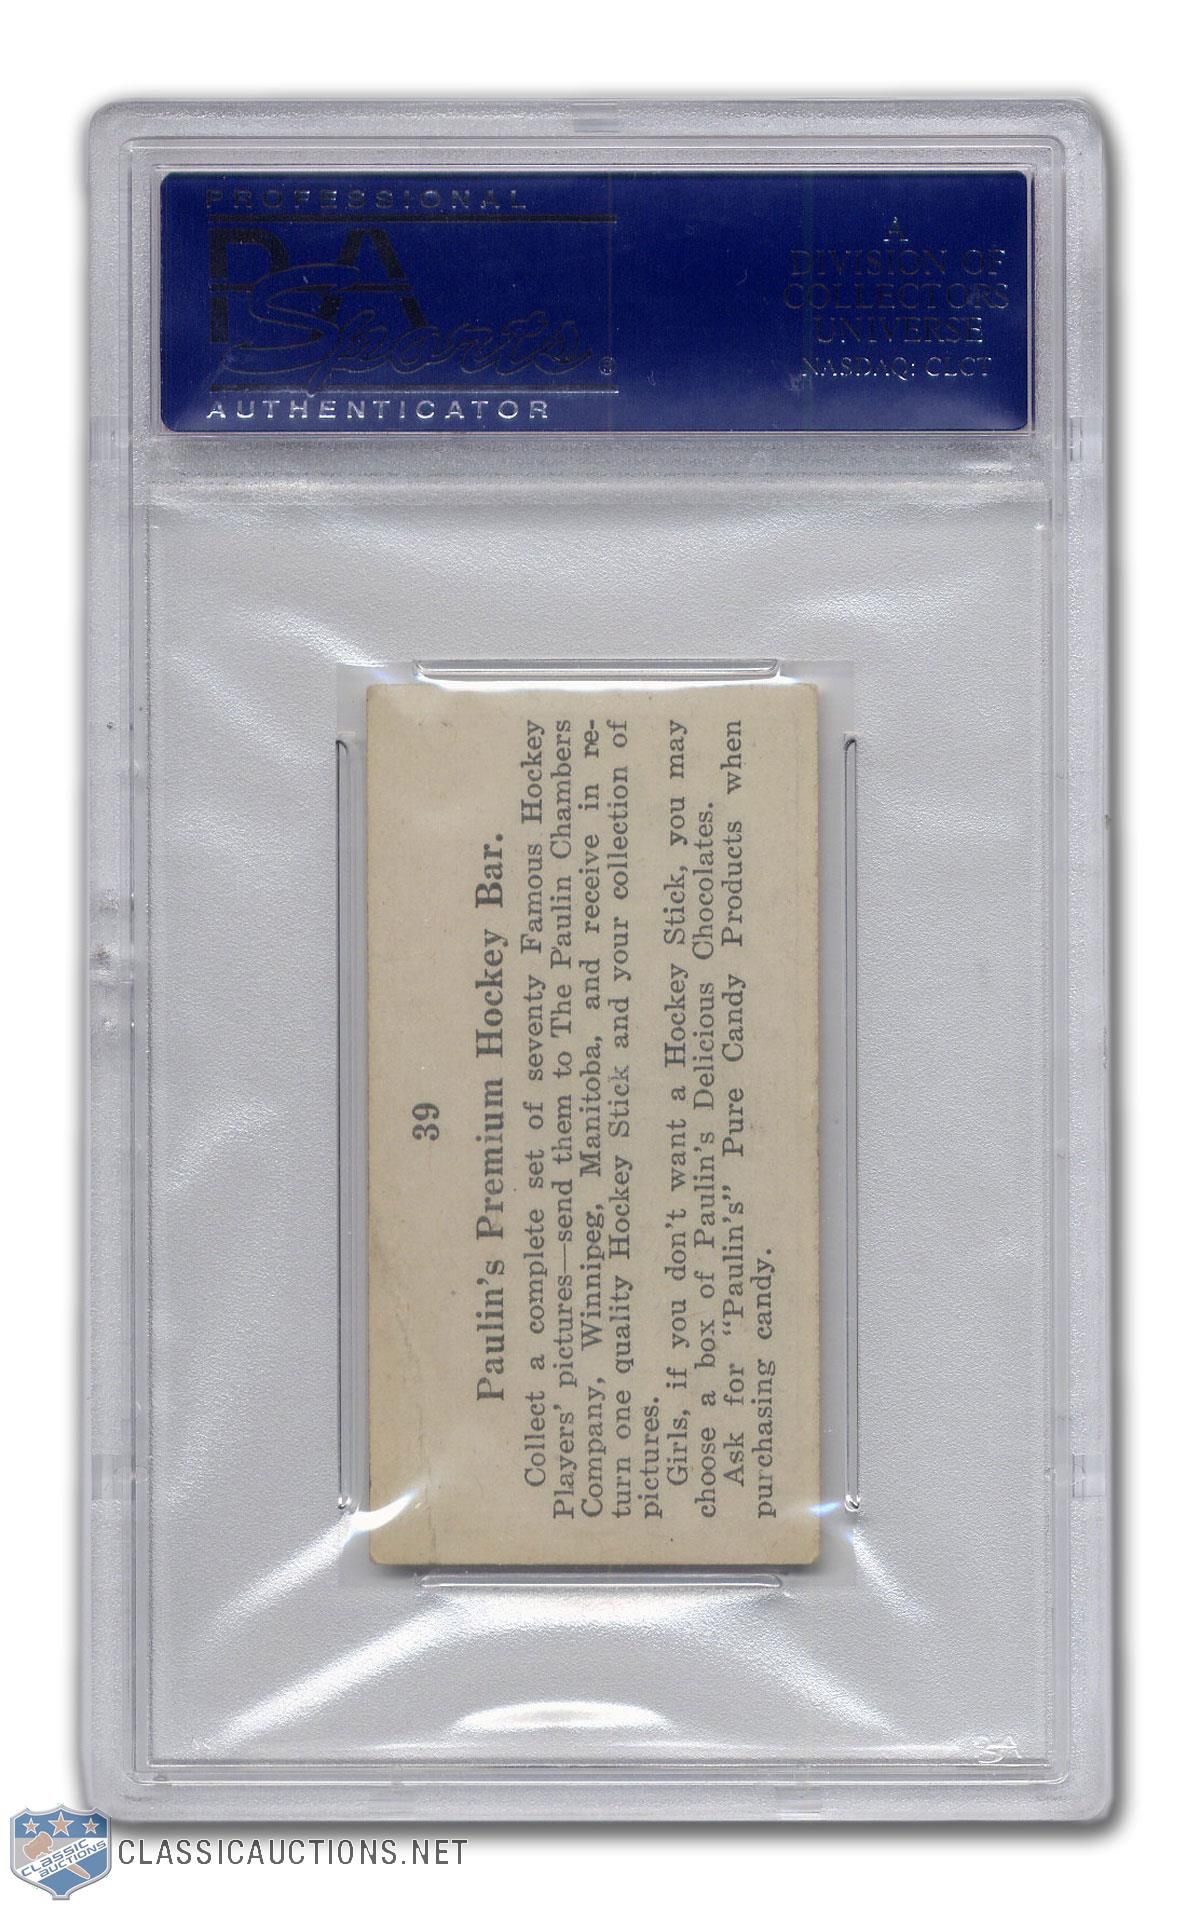 PROFESSIONAL
PSA
Sports®
AUTHENTICATOR
A
DIVISION OF
COLLECTORS
UNIVERSE
NASDAQ: CLCT
39
Paulin's Premium Hockey Bar.
Collect a complete set of seventy Famous Hockey
Players' pictures—send them to The Paulin Chambers
Company, Winnipeg, Manitoba, and receive in re-
turn one quality Hockey Stick and your collection of
pictures.
Girls, if you don't want a Hockey Stick, you may
choose a box of Paulin's Delicious Chocolates.
Ask for "Paulin's" Pure Candy Products when
purchasing candy.
PSA
CLASSIC
AUCTIONS
CLASSICAUCTIONS.NET